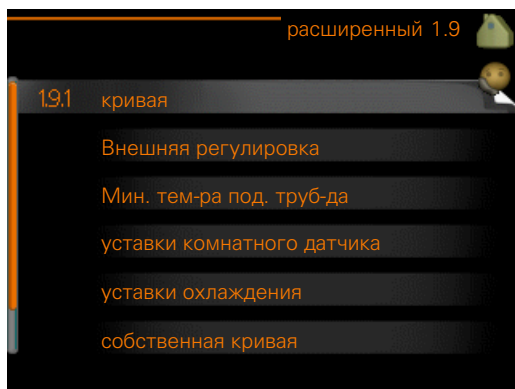 расширенный 1.9
1.9.1 кривая
Внешняя регулировка
Мин. тем-ра под. труб-да
уставки комнатного датчика
уставки охлаждения
собственная кривая